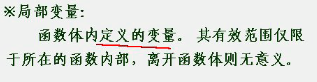 ※局部变量:
函数体内定义的变量。其有效范围仅限
于所在的函数内部，离开函数体则无意义。